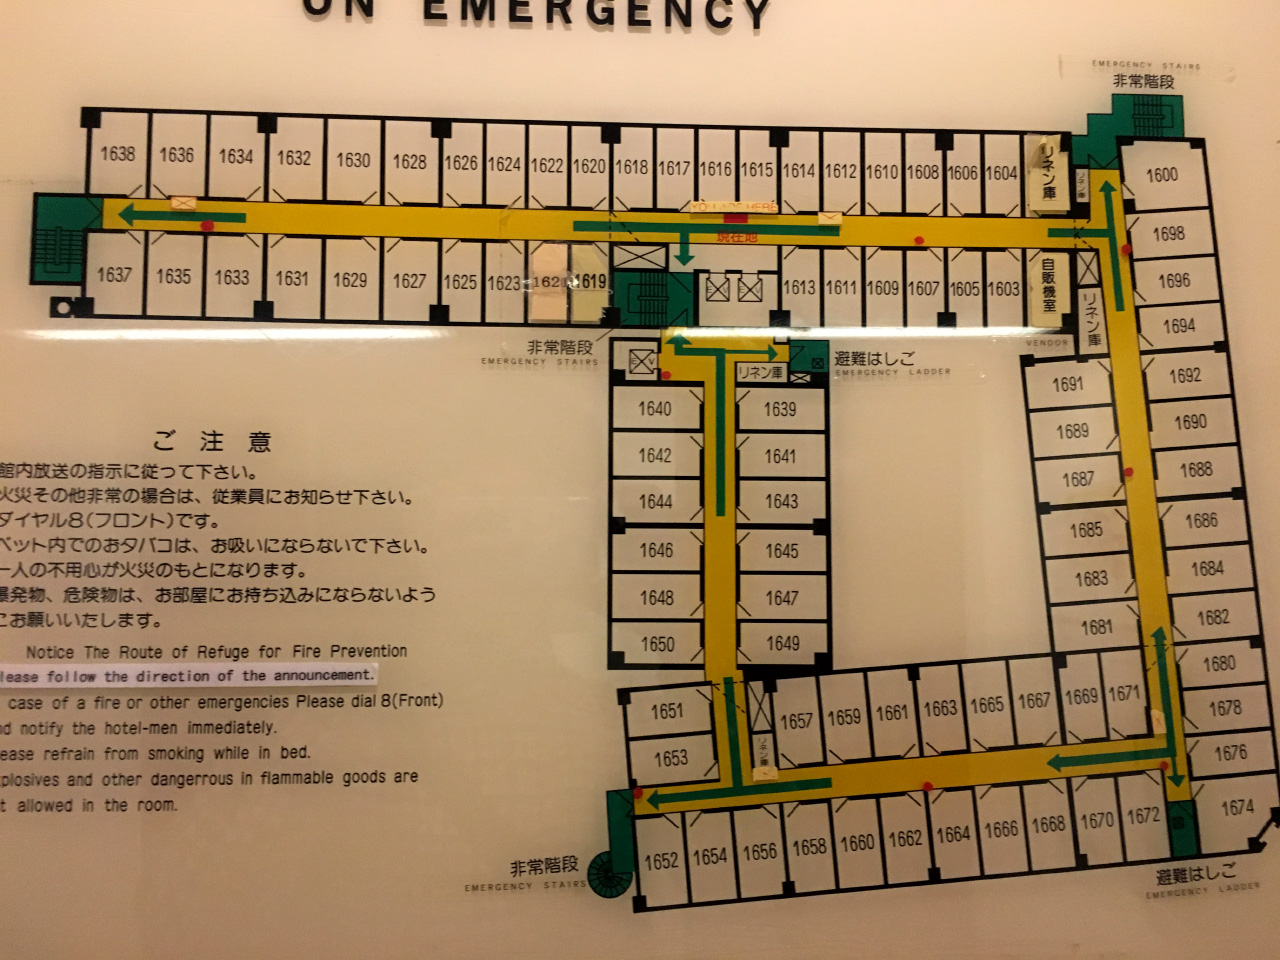 ON EMERGENCY
EMERGENCY STAIRS
非常階段
1638 1636 1634 1632 1630 1628 1626 1624 1622 1620 1618 1617 1616 1615 1614 1612 1610 1608 1606 1604 リネン庫
リネン庫
1600
YOU ARE HERE
現在地
1698
1637 1635 1633 1631 1629 1627 1625 1623 1621 1619
EV EV
1613 1611 1609 1607 1605 1603 自販機室
VENDOR
リネン庫
1696
1694
非常階段
EMERGENCY STAIRS
EV
リネン庫
避難はしご
EMERGENCY LADDER
1691 1692
1640 1639
1689 1690
1642 1641
1687 1688
1644 1643
1685 1686
1646 1645
1683 1684
1648 1647
1681 1682
1650 1649
1680
1651
1653
リネン庫
1657 1659 1661 1663 1665 1667 1669 1671
1678
1676
1674
1652 1654 1656 1658 1660 1662 1664 1666 1668 1670 1672
非常階段
EMERGENCY STAIRS
避難はしご
EMERGENCY LADDER
ご注意
館内放送の指示に従って下さい。
火災その他非常の場合は、従業員にお知らせ下さい。
ダイヤル8(フロント)です。
ベット内でのおタバコは、お吸いにならないで下さい。
一人の不用心が火災のもとになります。
爆発物、危険物は、お部屋にお持ち込みにならないよう
にお願いいたします。
Notice The Route of Refuge for Fire Prevention
lease follow the direction of the announcement.
case of a fire or other emergencies Please dial 8(Front)
nd notify the hotel-men immediately.
ease refrain from smoking while in bed.
plosives and other dangerrous in flammable goods are
t allowed in the room.